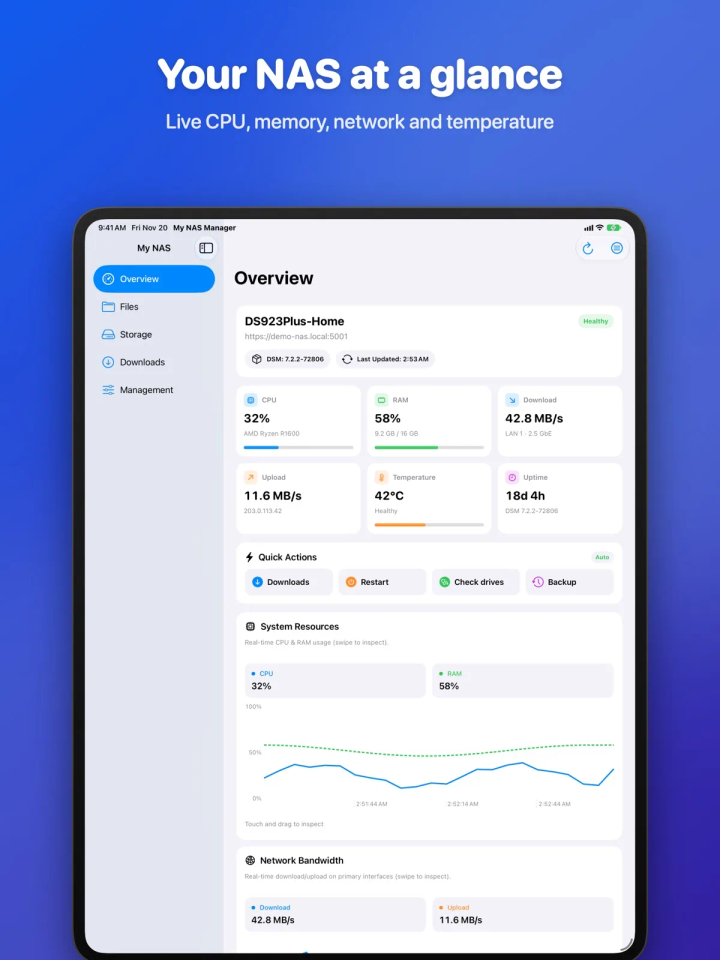 Your NAS at a glance
Live CPU, memory, network and temperature
9:41 AM Fri Nov 20 My NAS Manager
My NAS
Overview
Files
Storage
Downloads
Management
Overview
DS923Plus-Home
Healthy
https://demo-nas.local:5001
DSM: 7.2.2-72806
Last Updated: 2:53 AM
CPU
32%
AMD Ryzen R1600
RAM
58%
9.2 GB / 16 GB
Download
42.8 MB/s
LAN 1 · 2.5 GbE
Upload
11.6 MB/s
203.0.113.42
Temperature
42°C
Healthy
Uptime
18d 4h
DSM 7.2.2-72806
Quick Actions
Auto
Downloads
Restart
Check drives
Backup
System Resources
Real-time CPU & RAM usage (swipe to inspect).
CPU
32%
RAM
58%
100%
50%
0%
2:51:44 AM
2:52:14 AM
2:52:44 AM
Touch and drag to inspect
Network Bandwidth
Real-time download/upload on primary interfaces (swipe to inspect).
Download
42.8 MB/s
Upload
11.6 MB/s